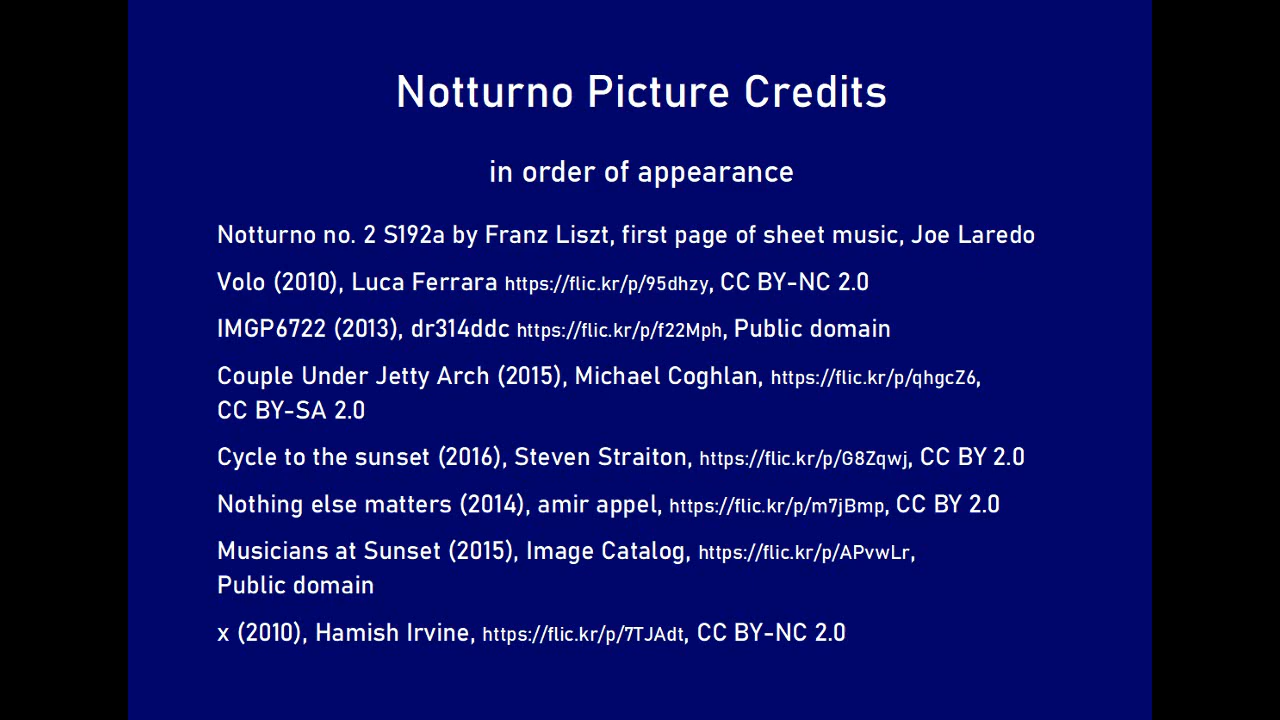 Notturno Picture Credits
in order of appearance
Notturno no. 2 S192a by Franz Liszt, first page of sheet music, Joe Laredo
Volo (2010), Luca Ferrara https://flic.kr/p/95dhzy, CC BY-NC 2.0
IMGP6722 (2013), dr314ddc https://flic.kr/p/f22Mph, Public domain
Couple Under Jetty Arch (2015), Michael Coghlan, https://flic.kr/p/qhgcZ6,
CC BY-SA 2.0
Cycle to the sunset (2016), Steven Straiton, https://flic.kr/p/G8Zqwj, CC BY 2.0
Nothing else matters (2014), amir appel, https://flic.kr/p/m7jBmp, CC BY 2.0
Musicians at Sunset (2015), Image Catalog, https://flic.kr/p/APvwLr,
Public domain
x (2010), Hamish Irvine, https://flic.kr/p/7TJAdt, CC BY-NC 2.0